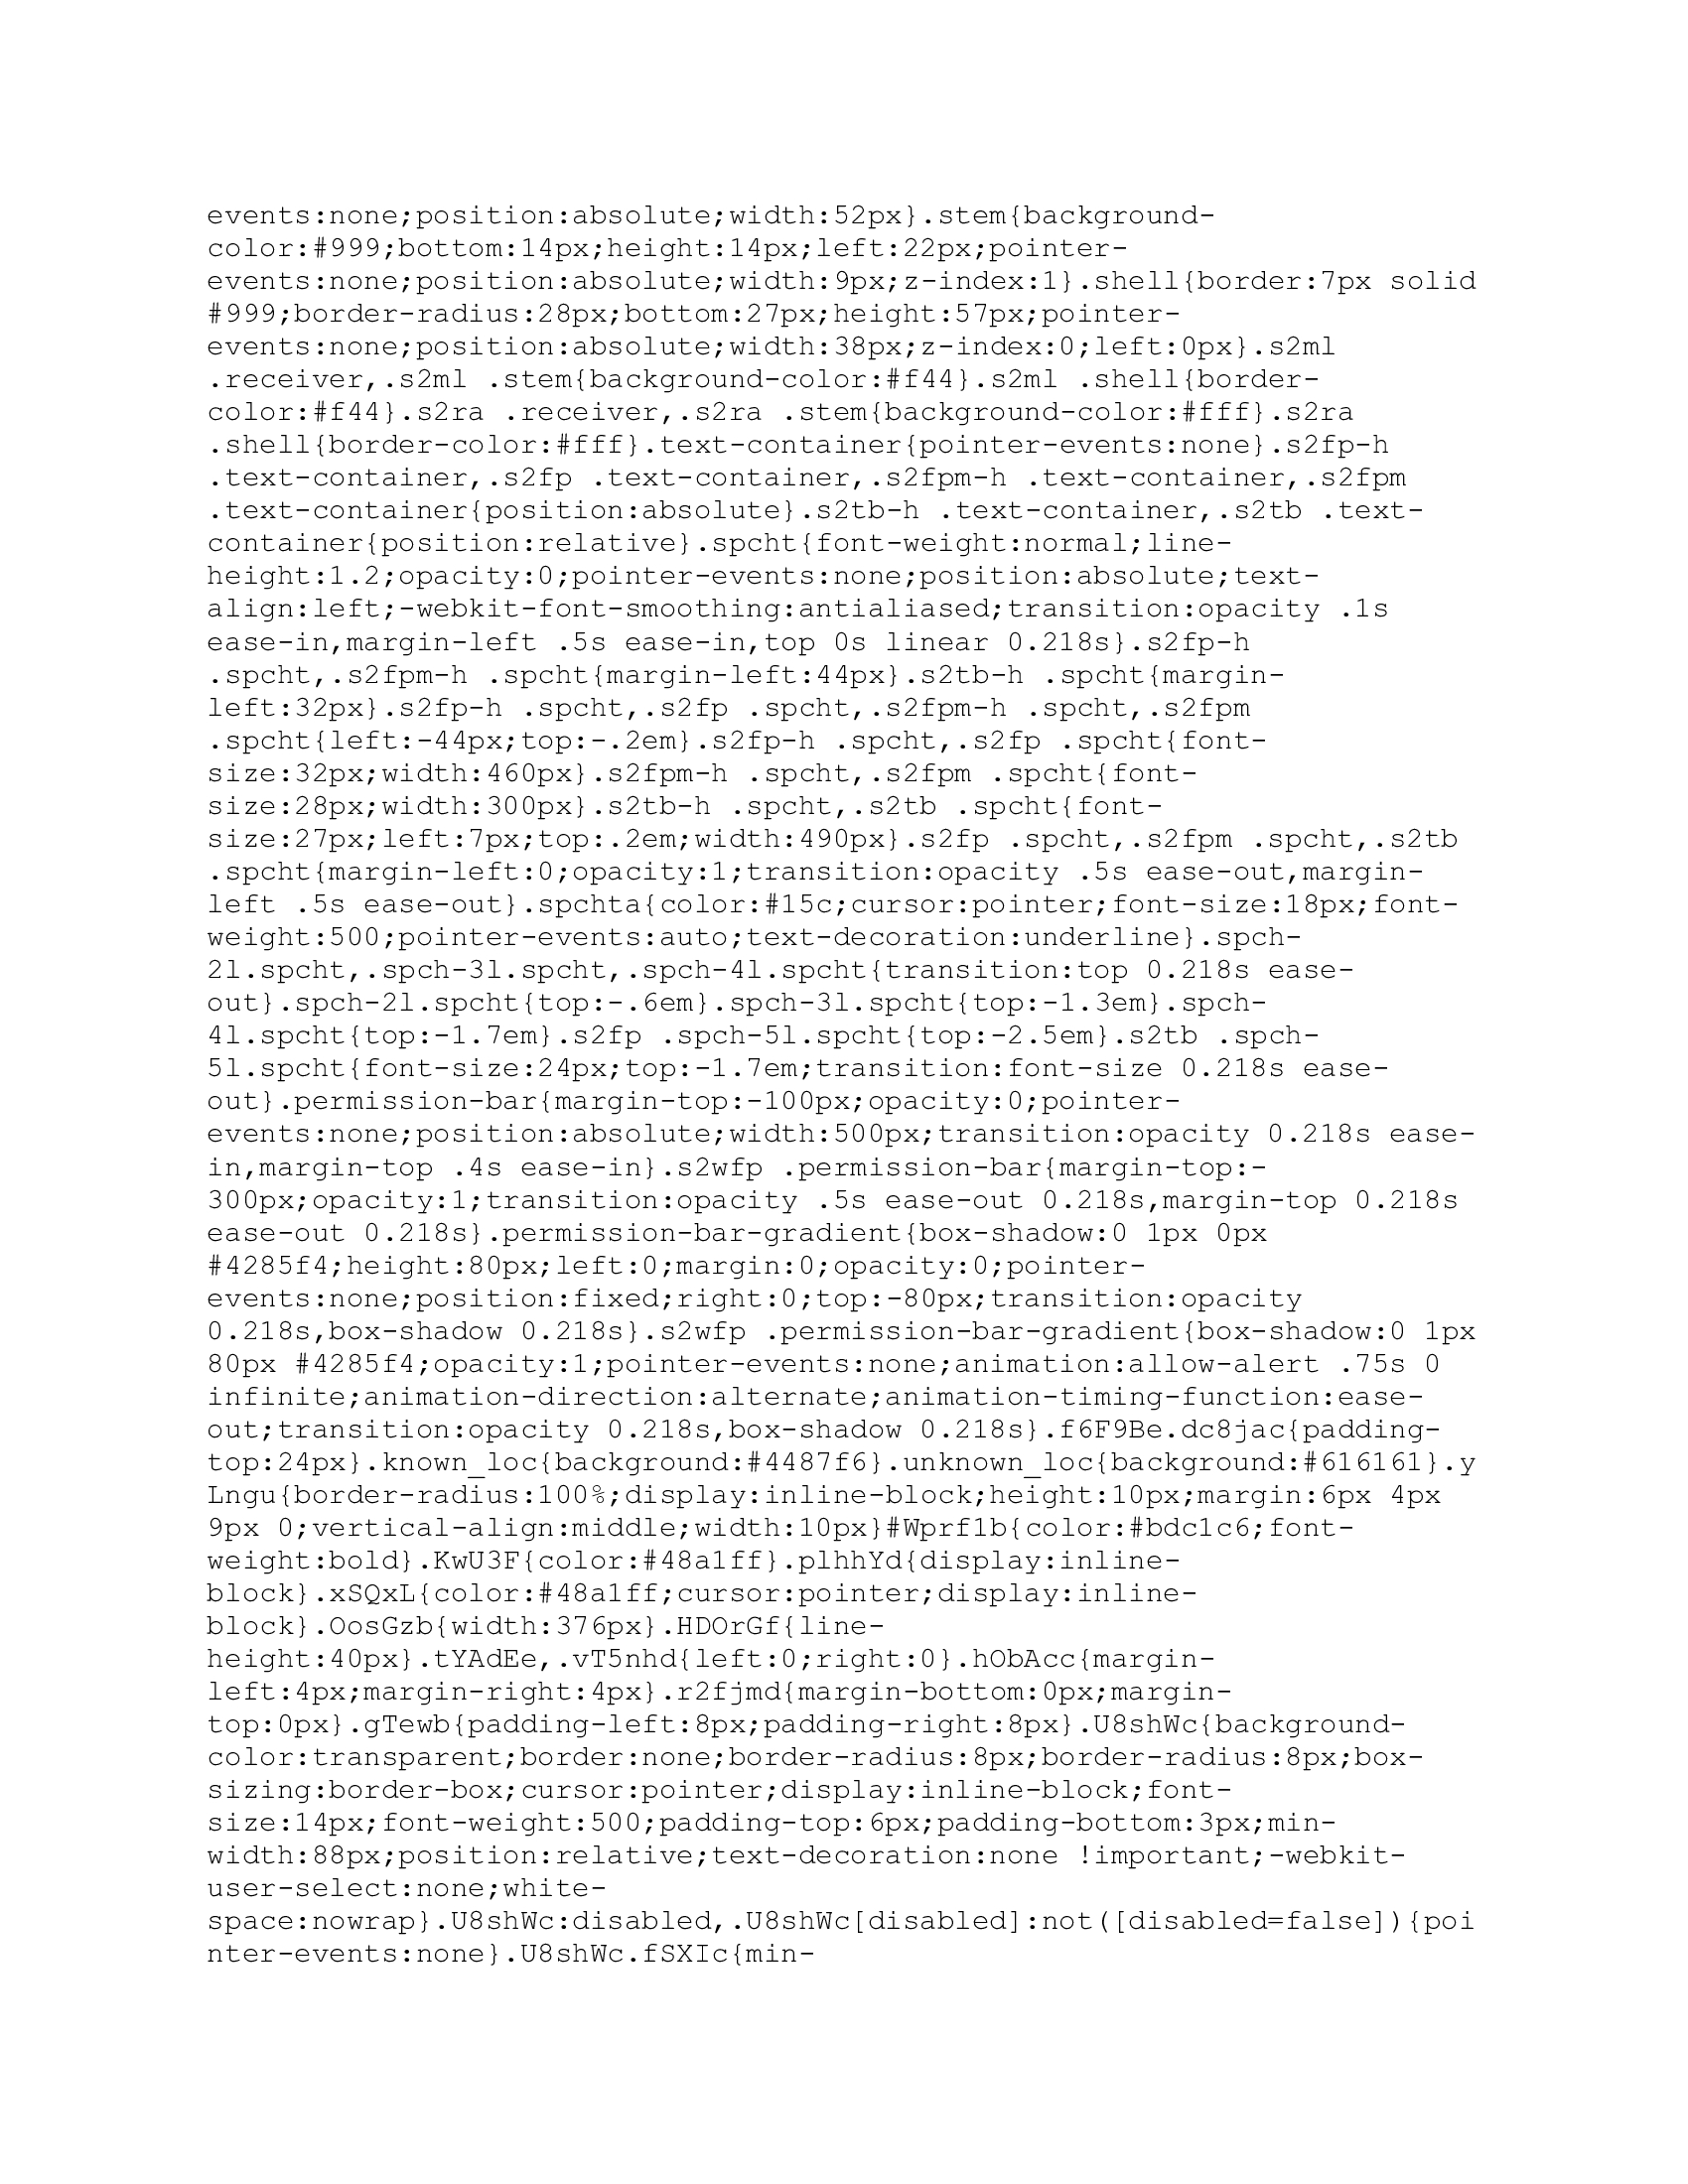 events:none;position:absolute;width:52px}.stem{background-
color:#999;bottom:14px;height:14px;left:22px;pointer-
events:none;position:absolute;width:9px;z-index:1}.shell{border:7px solid
#999;border-radius:28px;bottom:27px;height:57px;pointer-
events:none;position:absolute;width:38px;z-index:0;left:0px}.s2ml
.receiver,.s2ml .stem{background-color:#f44}.s2ml .shell{border-
color:#f44}.s2ra .receiver,.s2ra .stem{background-color:#fff}.s2ra
.shell{border-color:#fff}.text-container{pointer-events:none}.s2fp-h
.text-container,.s2fp .text-container,.s2fpm-h .text-container,.s2fpm
.text-container{position:absolute}.s2tb-h .text-container,.s2tb .text-
container{position:relative}.spcht{font-weight:normal;line-
height:1.2;opacity:0;pointer-events:none;position:absolute;text-
align:left;-webkit-font-smoothing:antialiased;transition:opacity .1s
ease-in,margin-left .5s ease-in,top 0s linear 0.218s}.s2fp-h
.spcht,.s2fpm-h .spcht{margin-left:44px}.s2tb-h .spcht{margin-
left:32px}.s2fp-h .spcht,.s2fp .spcht,.s2fpm-h .spcht,.s2fpm
.spcht{left:-44px;top:-.2em}.s2fp-h .spcht,.s2fp .spcht{font-
size:32px;width:460px}.s2fpm-h .spcht,.s2fpm .spcht{font-
size:28px;width:300px}.s2tb-h .spcht,.s2tb .spcht{font-
size:27px;left:7px;top:.2em;width:490px}.s2fp .spcht,.s2fpm .spcht,.s2tb
.spcht{margin-left:0;opacity:1;transition:opacity .5s ease-out,margin-
left .5s ease-out}.spchta{color:#15c;cursor:pointer;font-size:18px;font-
weight:500;pointer-events:auto;text-decoration:underline}.spch-
2l.spcht,.spch-3l.spcht,.spch-4l.spcht{transition:top 0.218s ease-
out}.spch-2l.spcht{top:-.6em}.spch-3l.spcht{top:-1.3em}.spch-
4l.spcht{top:-1.7em}.s2fp .spch-5l.spcht{top:-2.5em}.s2tb .spch-
5l.spcht{font-size:24px;top:-1.7em;transition:font-size 0.218s ease-
out}.permission-bar{margin-top:-100px;opacity:0;pointer-
events:none;position:absolute;width:500px;transition:opacity 0.218s ease-
in,margin-top .4s ease-in}.s2wfp .permission-bar{margin-top:-
300px;opacity:1;transition:opacity .5s ease-out 0.218s,margin-top 0.218s
ease-out 0.218s}.permission-bar-gradient{box-shadow:0 1px 0px
#4285f4;height:80px;left:0;margin:0;opacity:0;pointer-
events:none;position:fixed;right:0;top:-80px;transition:opacity
0.218s,box-shadow 0.218s}.s2wfp .permission-bar-gradient{box-shadow:0 1px
80px #4285f4;opacity:1;pointer-events:none;animation:allow-alert .75s 0
infinite;animation-direction:alternate;animation-timing-function:ease-
out;transition:opacity 0.218s,box-shadow 0.218s}.f6F9Be.dc8jac{padding-
top:24px}.known_loc{background:#4487f6}.unknown_loc{background:#616161}.y
Lngu{border-radius:100%;display:inline-block;height:10px;margin:6px 4px
9px 0;vertical-align:middle;width:10px}#Wprf1b{color:#bdc1c6;font-
weight:bold}.KwU3F{color:#48a1ff}.plhhYd{display:inline-
block}.xSQxL{color:#48a1ff;cursor:pointer;display:inline-
block}.OosGzb{width:376px}.HDOrGf{line-
height:40px}.tYAdEe,.vT5nhd{left:0;right:0}.hObAcc{margin-
left:4px;margin-right:4px}.r2fjmd{margin-bottom:0px;margin-
top:0px}.gTewb{padding-left:8px;padding-right:8px}.U8shWc{background-
color:transparent;border:none;border-radius:8px;border-radius:8px;box-
sizing:border-box;cursor:pointer;display:inline-block;font-
size:14px;font-weight:500;padding-top:6px;padding-bottom:3px;min-
width:88px;position:relative;text-decoration:none !important;-webkit-
user-select:none;white-
space:nowrap}.U8shWc:disabled,.U8shWc[disabled]:not([disabled=false]){poi
nter-events:none}.U8shWc.fSXIc{min-